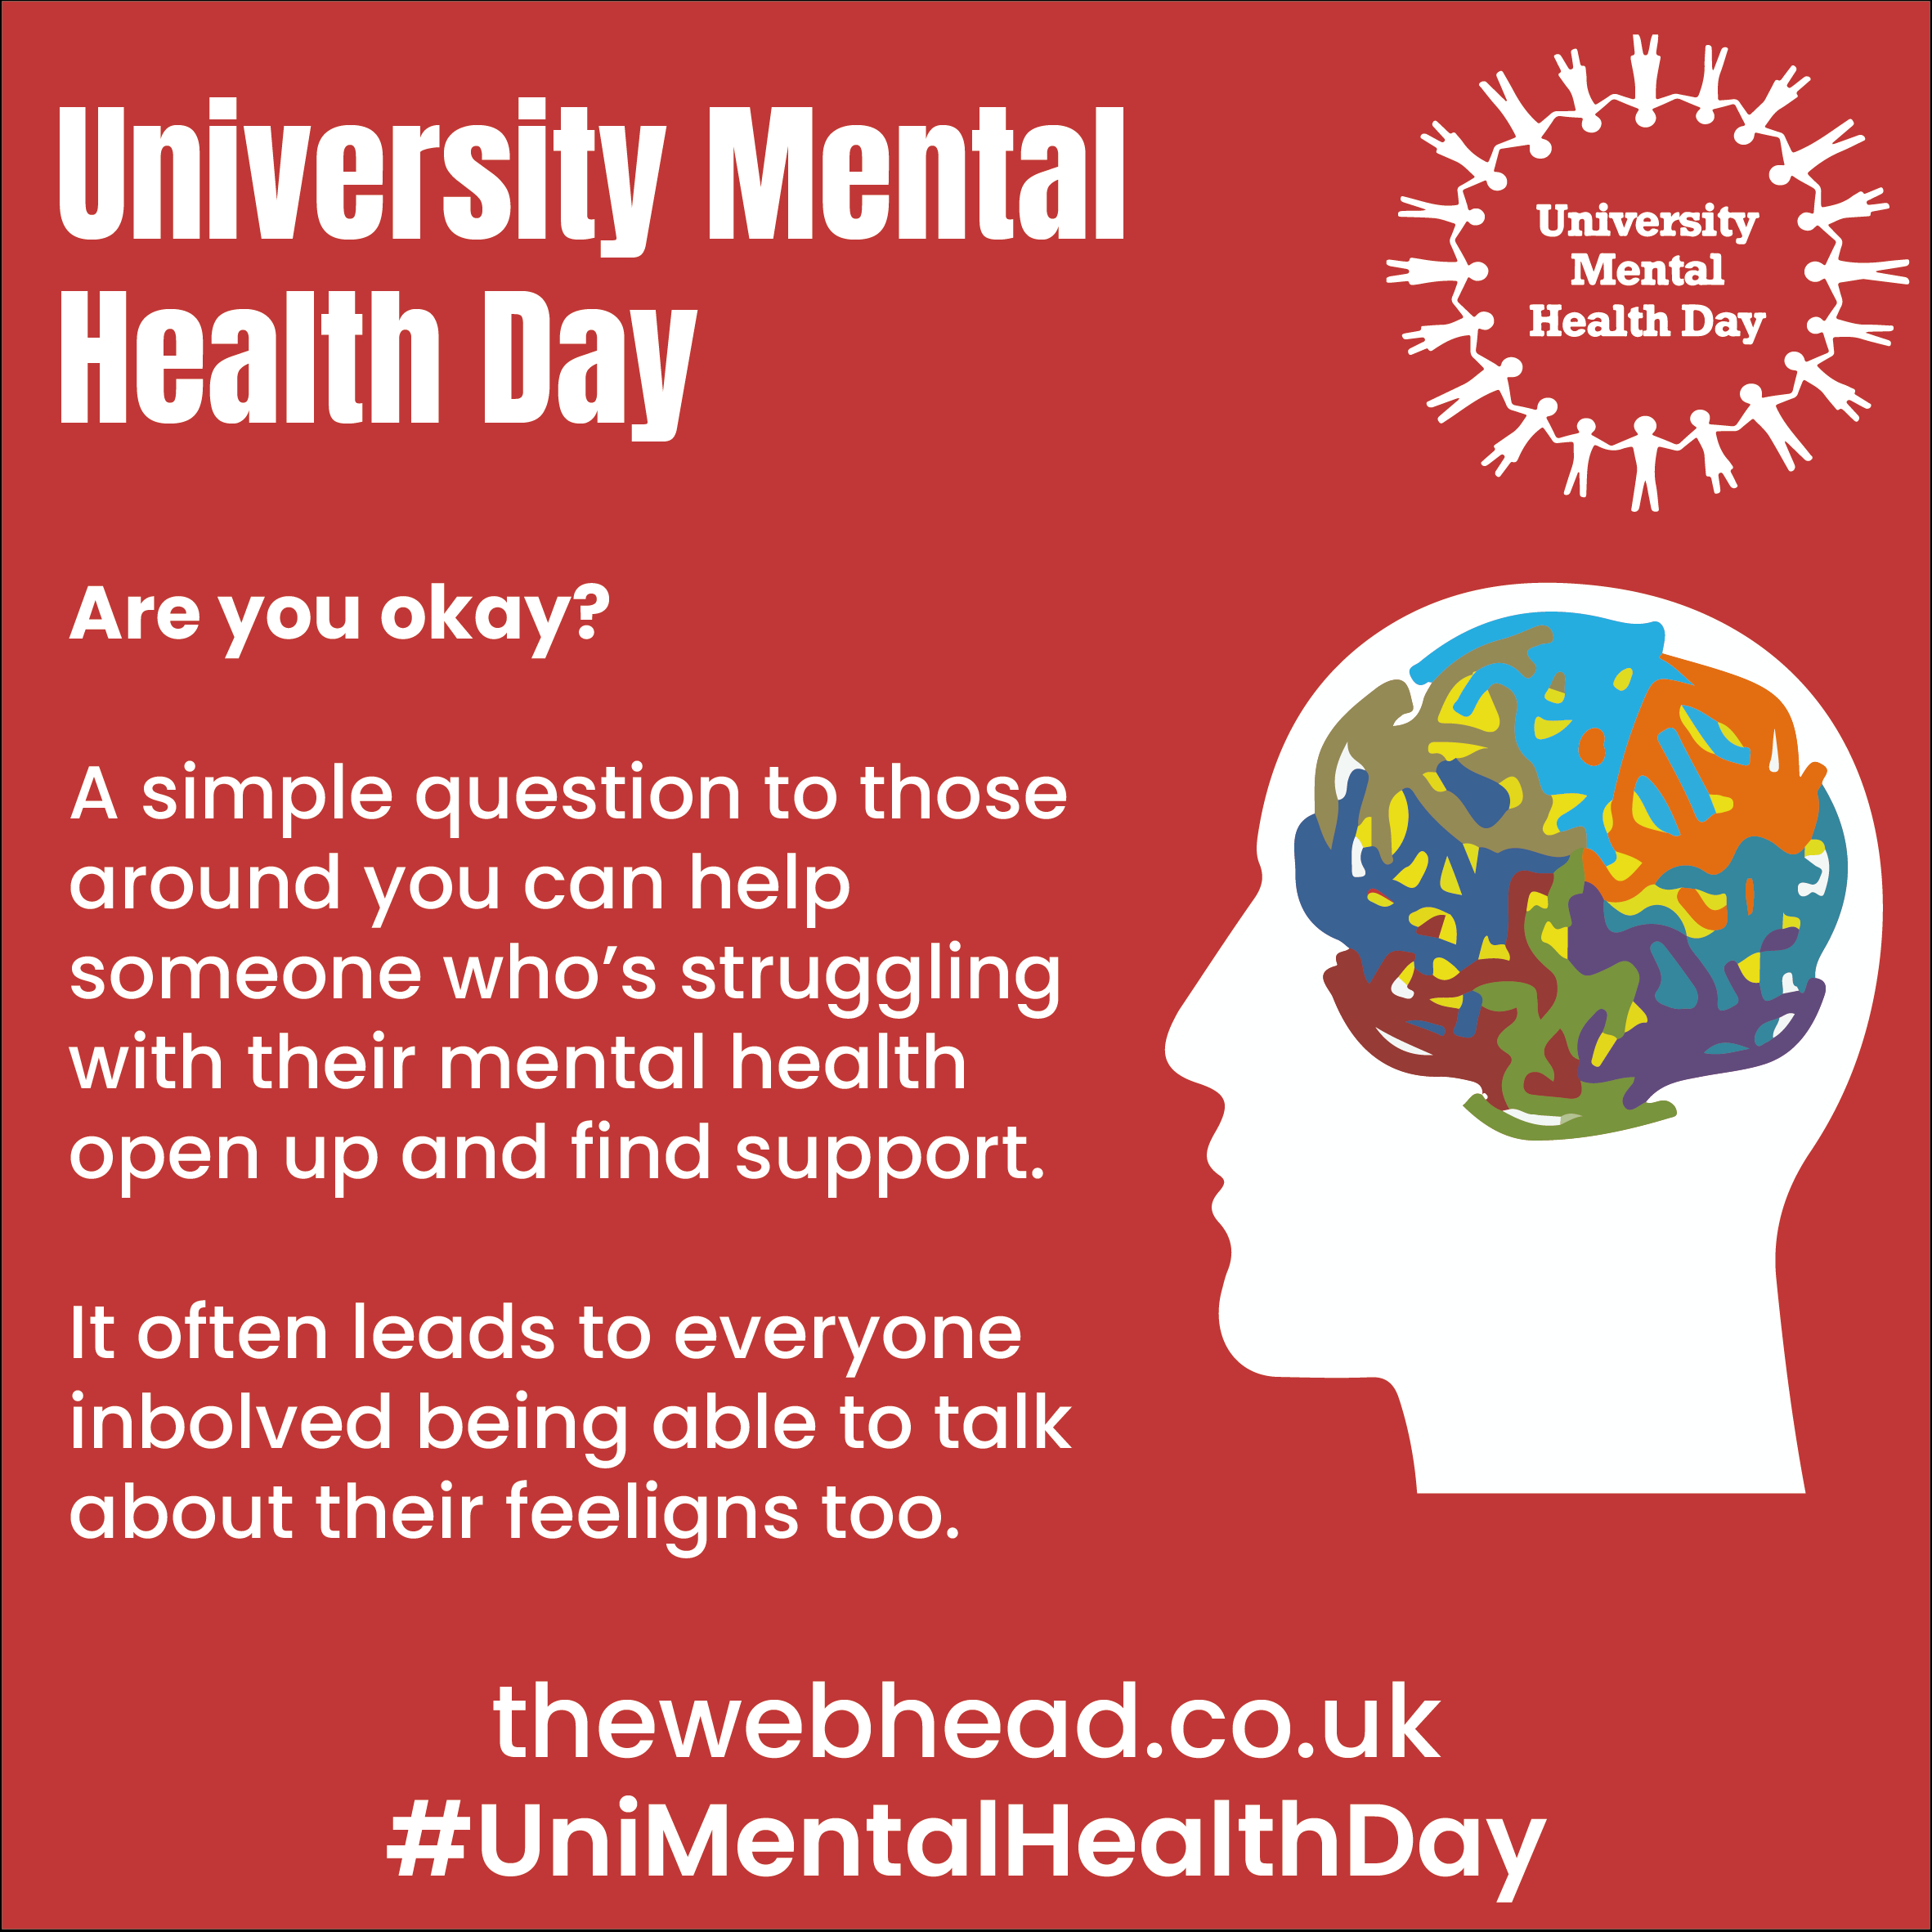 University Mental
Health Day
University
Mental
Health Day
Are you okay?
A simple question to those
around you can help
someone who’s struggling
with their mental health
open up and find support.
It often leads to everyone
inbolved being able to talk
about their feeligns too.
thewebhead.co.uk
#UniMentalHealthDay